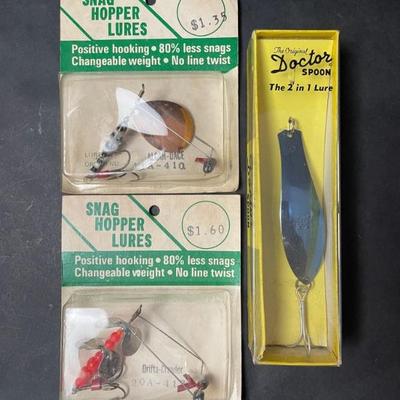 SNAG
HOPPER
LURES
$1.35
Positive hooking • 80% less snags
Changeable weight • No line twist
SNAG
HOPPER
LURES
$1.60
Positive hooking • 80% less snags
Changeable weight • No line twist
Drifta-Crawler
The Original
Doctor
SPOON
The 2 in 1 Lure